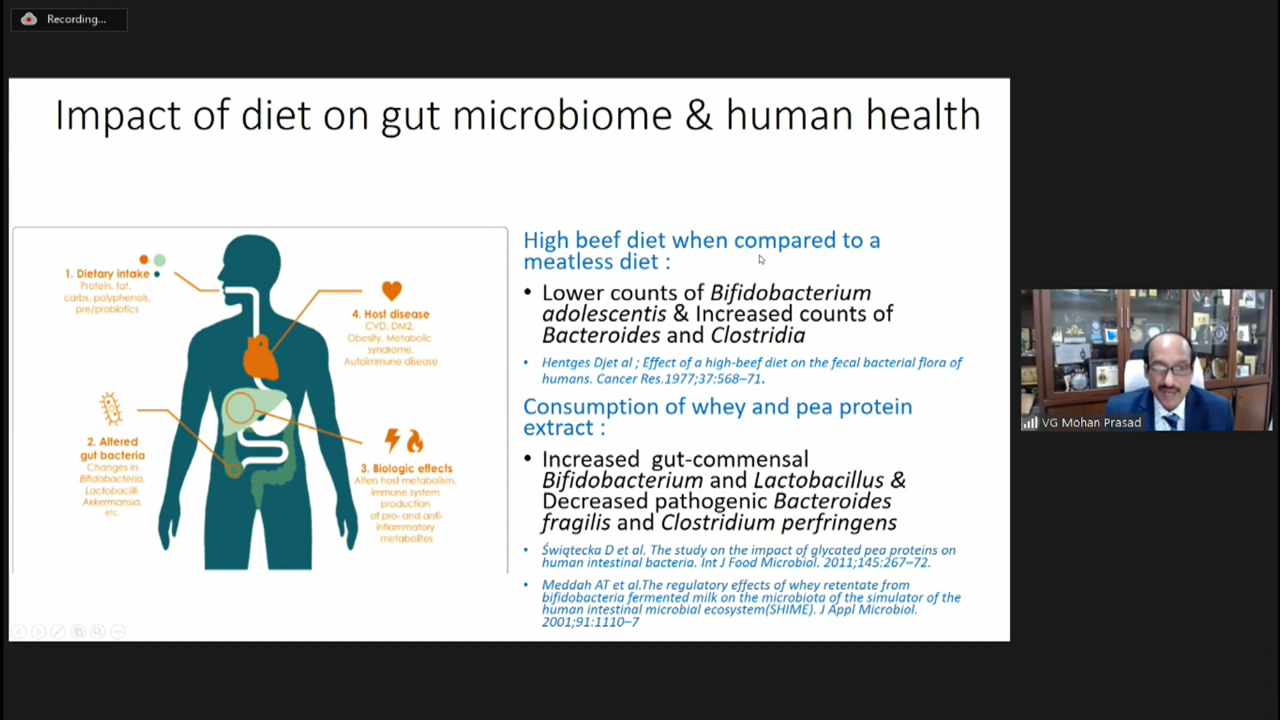 Recording...
Impact of diet on gut microbiome & human health
1. Dietary intake
Protein, fat,
carbs, polyphenols,
pre/probiotics
4. Host disease
CVD, DM2,
Obesity, Metabolic
syndrome,
Autoimmune disease
2. Altered
gut bacteria
Changes in
Bifidobacteria,
Lactobacilli,
Akkermansia,
etc.
3. Biologic effects
Alters host metabolism,
immune system
production
of pro- and anti-
inflammatory
metabolites
High beef diet when compared to a
meatless diet :
• Lower counts of Bifidobacterium
adolescentis & Increased counts of
Bacteroides and Clostridia
• Hentges Djet al ; Effect of a high-beef diet on the fecal bacterial flora of
humans. Cancer Res.1977;37:568–71.
Consumption of whey and pea protein
extract :
• Increased gut-commensal
Bifidobacterium and Lactobacillus &
Decreased pathogenic Bacteroides
fragilis and Clostridium perfringens
• Świątecka D et al. The study on the impact of glycated pea proteins on
human intestinal bacteria. Int J Food Microbiol. 2011;145:267–72.
• Meddah AT et al.The regulatory effects of whey retentate from
bifidobacteria fermented milk on the microbiota of the simulator of the
human intestinal microbial ecosystem(SHIME). J Appl Microbiol.
2001;91:1110–7
VG Mohan Prasad